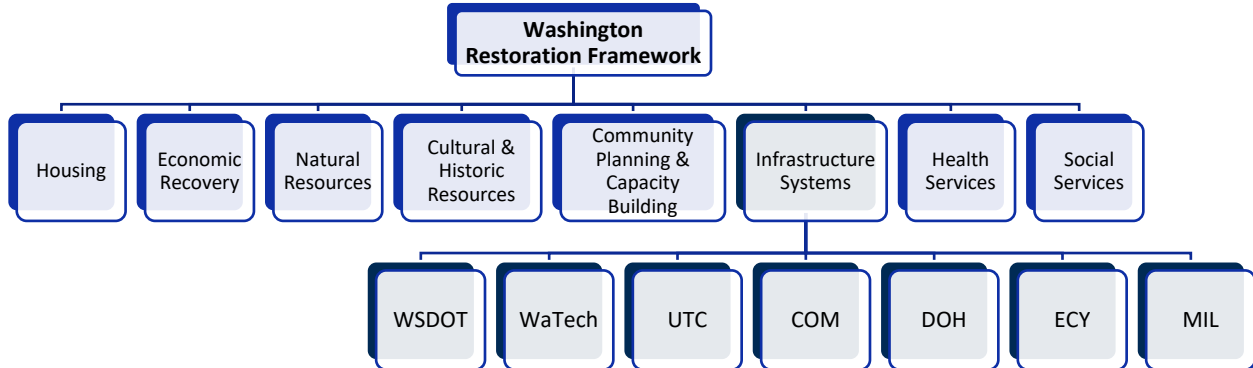 Washington
Restoration Framework
Housing
Economic
Recovery
Natural
Resources
Cultural &
Historic
Resources
Community
Planning &
Capacity
Building
Infrastructure
Systems
Health
Services
Social
Services
WSDOT
WaTech
UTC
COM
DOH
ECY
MIL